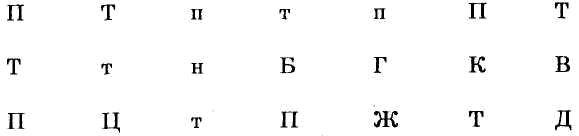 П Т п т п П Т
Т т н Б Г К В
П Ц т П Ж Т Д